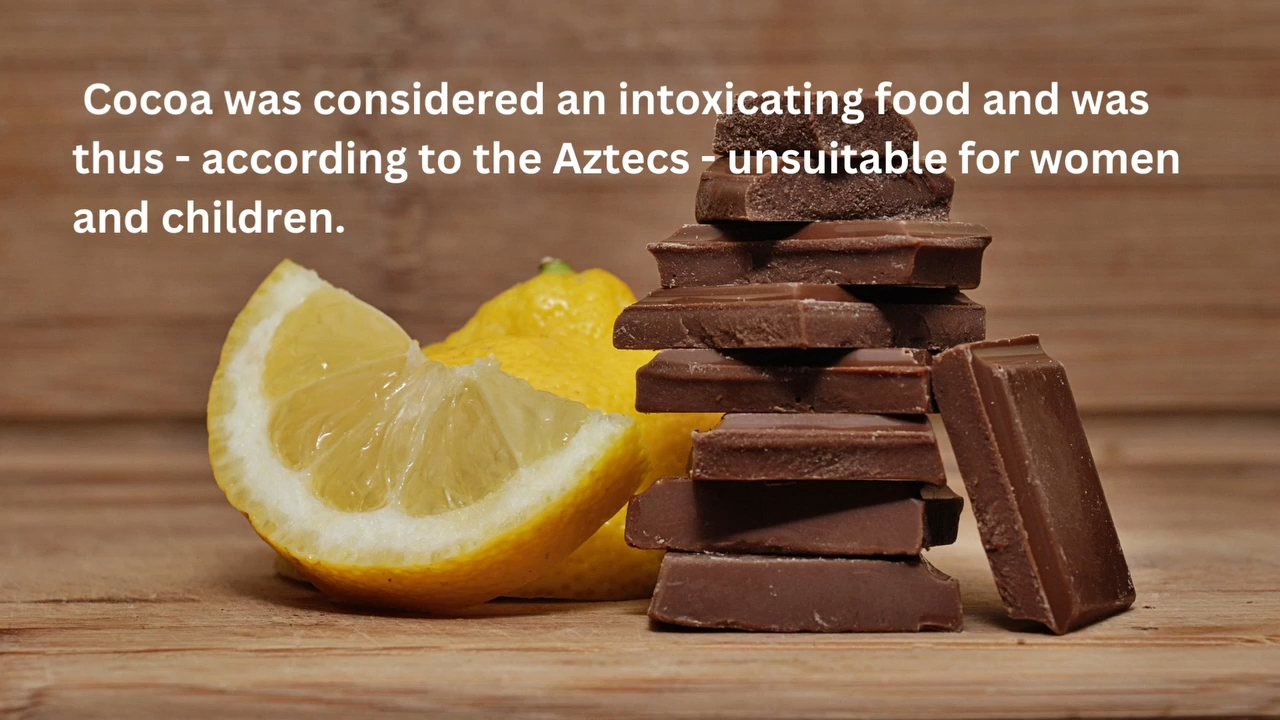 Cocoa was considered an intoxicating food and was
thus - according to the Aztecs - unsuitable for women
and children.